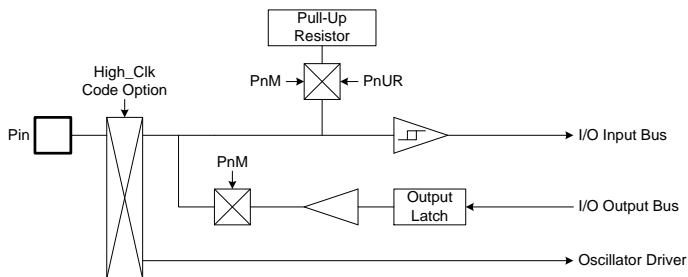 Pull-Up
Resistor
High_Clk
Code Option
PnM
PnUR
Pin
I/O Input Bus
PnM
Output
Latch
I/O Output Bus
Oscillator Driver